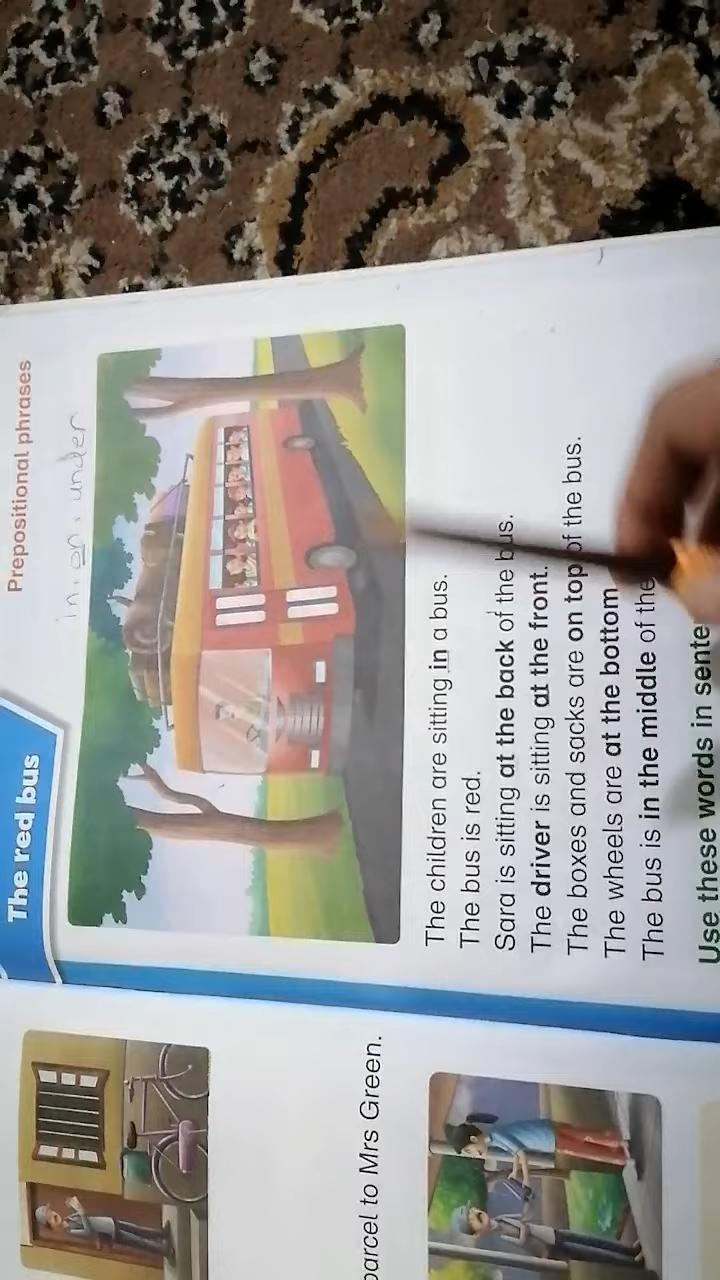 The red bus
Prepositional phrases
in, on, under
The children are sitting in a bus.
The bus is red.
Sara is sitting at the back of the bus.
The driver is sitting at the front.
The boxes and sacks are on top of the bus.
The wheels are at the bottom
The bus is in the middle of the
Use these words in sente
parcel to Mrs Green.